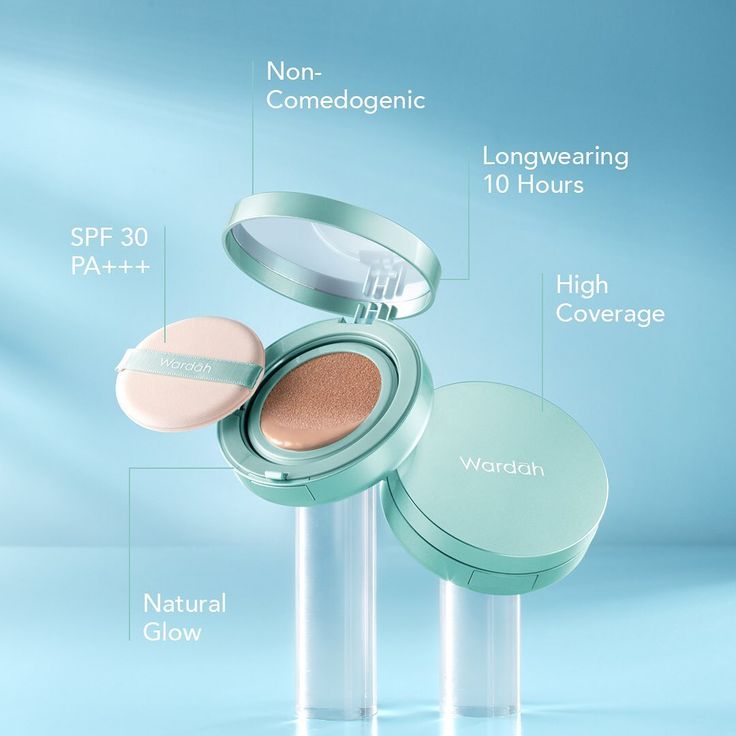 Non-
Comedogenic
Longwearing
10 Hours
SPF 30
PA+++
High
Coverage
Wardah
Wardah
Natural
Glow